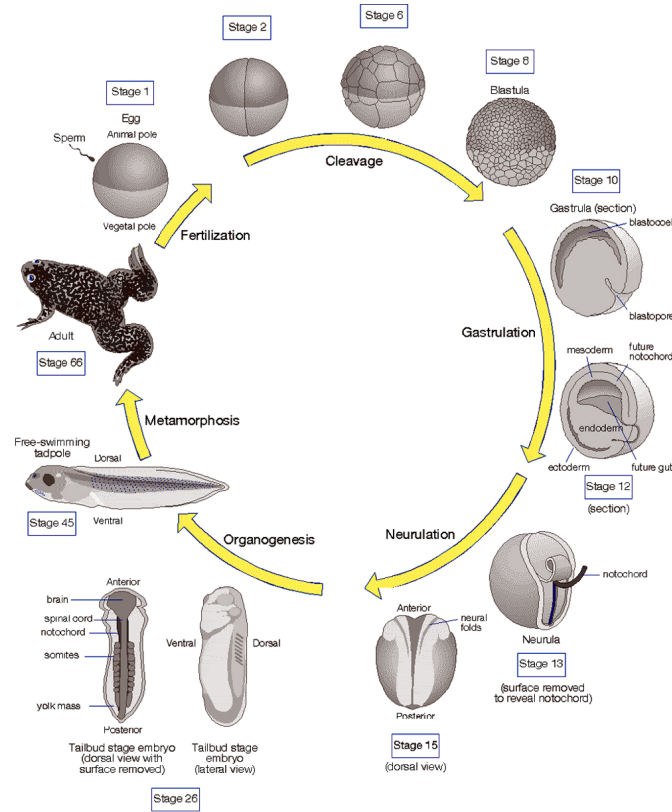 Stage 1
Egg
Sperm
Animal pole
Vegetal pole
Fertilization
Stage 2
Stage 6
Cleavage
Stage 8
Blastula
Stage 10
Gastrula (section)
blastocoel
blastopore
Gastrulation
mesoderm
future
notochord
endoderm
ectoderm
future gut
Stage 12
(section)
Neurulation
notochord
Neurula
Stage 13
(surface removed
to reveal notochord)
Anterior
neural
folds
Posterior
Stage 15
(dorsal view)
Organogenesis
Anterior
brain
spinal cord
notochord
somites
yolk mass
Posterior
Tailbud stage embryo
(dorsal view with
surface removed)
Ventral
Dorsal
Tailbud stage
embryo
(lateral view)
Stage 26
Free-swimming
tadpole
Dorsal
Stage 45
Ventral
Metamorphosis
Adult
Stage 66